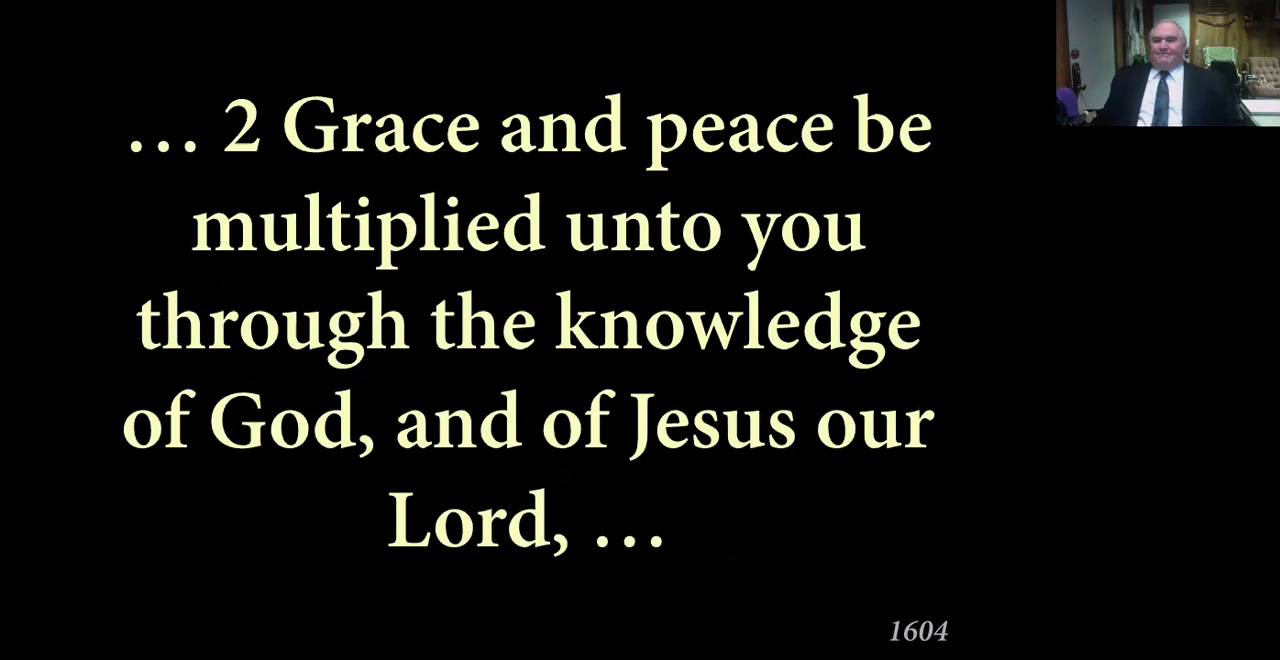 … 2 Grace and peace be
multiplied unto you
through the knowledge
of God, and of Jesus our
Lord, …
1604